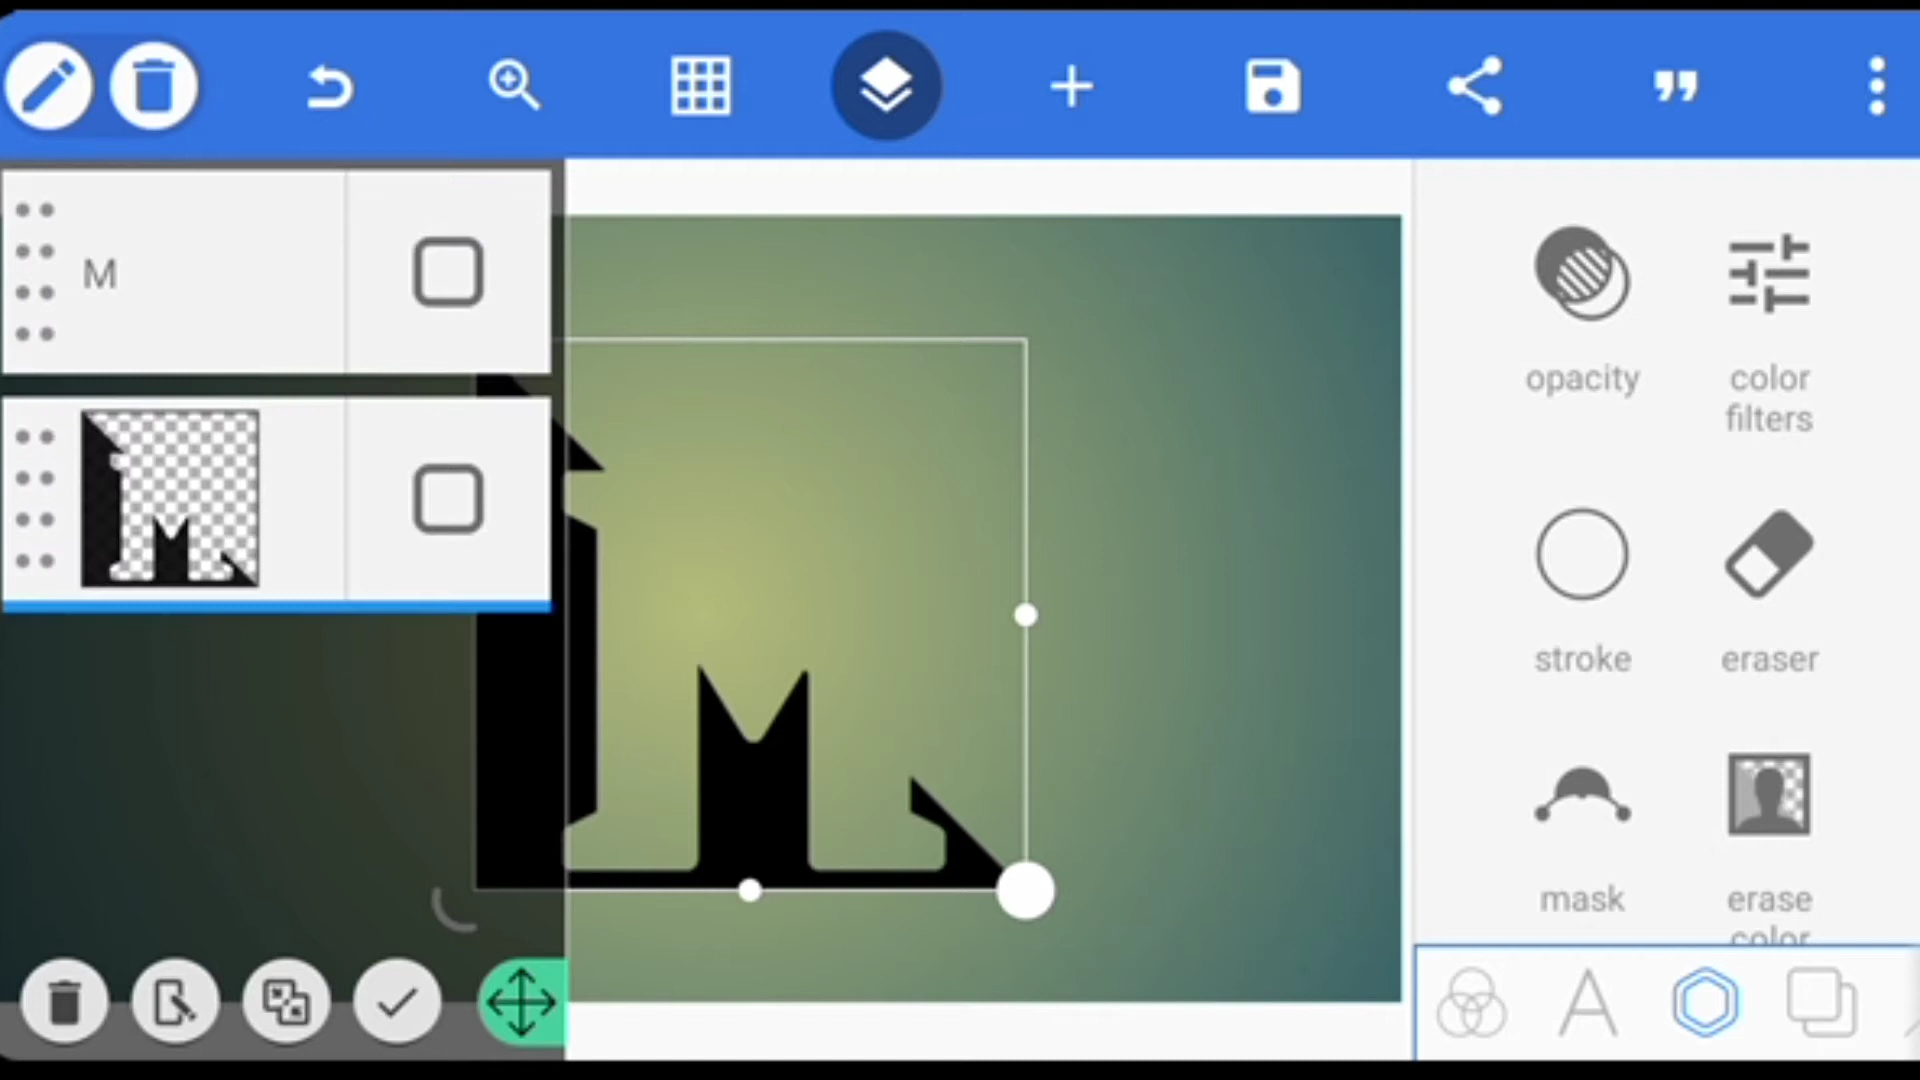 M
opacity
color
filters
stroke
eraser
mask
erase
color